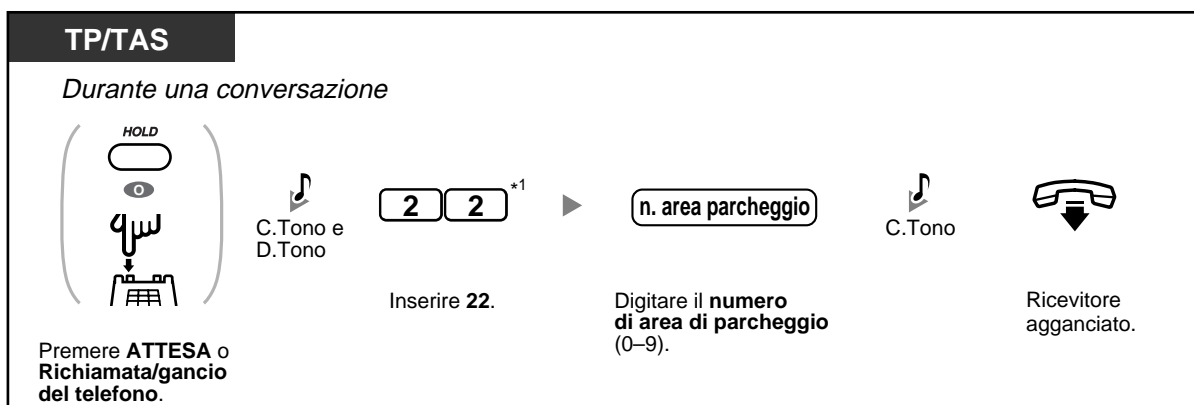 TP/TAS
Durante una conversazione
HOLD
O
Premere ATTESA o
Richiamata/gancio
del telefono.
C.Tono e
D.Tono
2 2 *1
Inserire 22.
n. area parcheggio
Digitare il numero
di area di parcheggio
(0–9).
C.Tono
Ricevitore
agganciato.